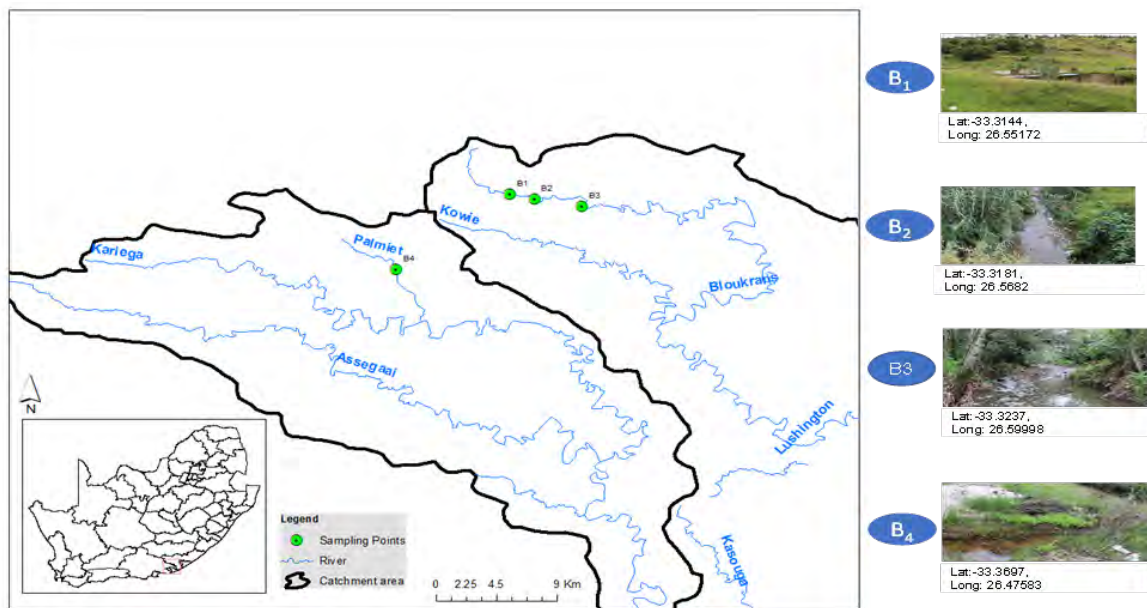 B1
B2
B3
Kowie
Palmiet
B4
Kariega
Bloukrans
Assegaai
Lushington
Kasouga
N
Legend
Sampling Points
River
Catchment area
0 2.25 4.5 9 Km
B1
Lat:-33.3144,
Long: 26.55172
B2
Lat:-33.3181,
Long: 26.5682
B3
Lat:-33.3237,
Long: 26.59998
B4
Lat:-33.3697,
Long: 26.47583